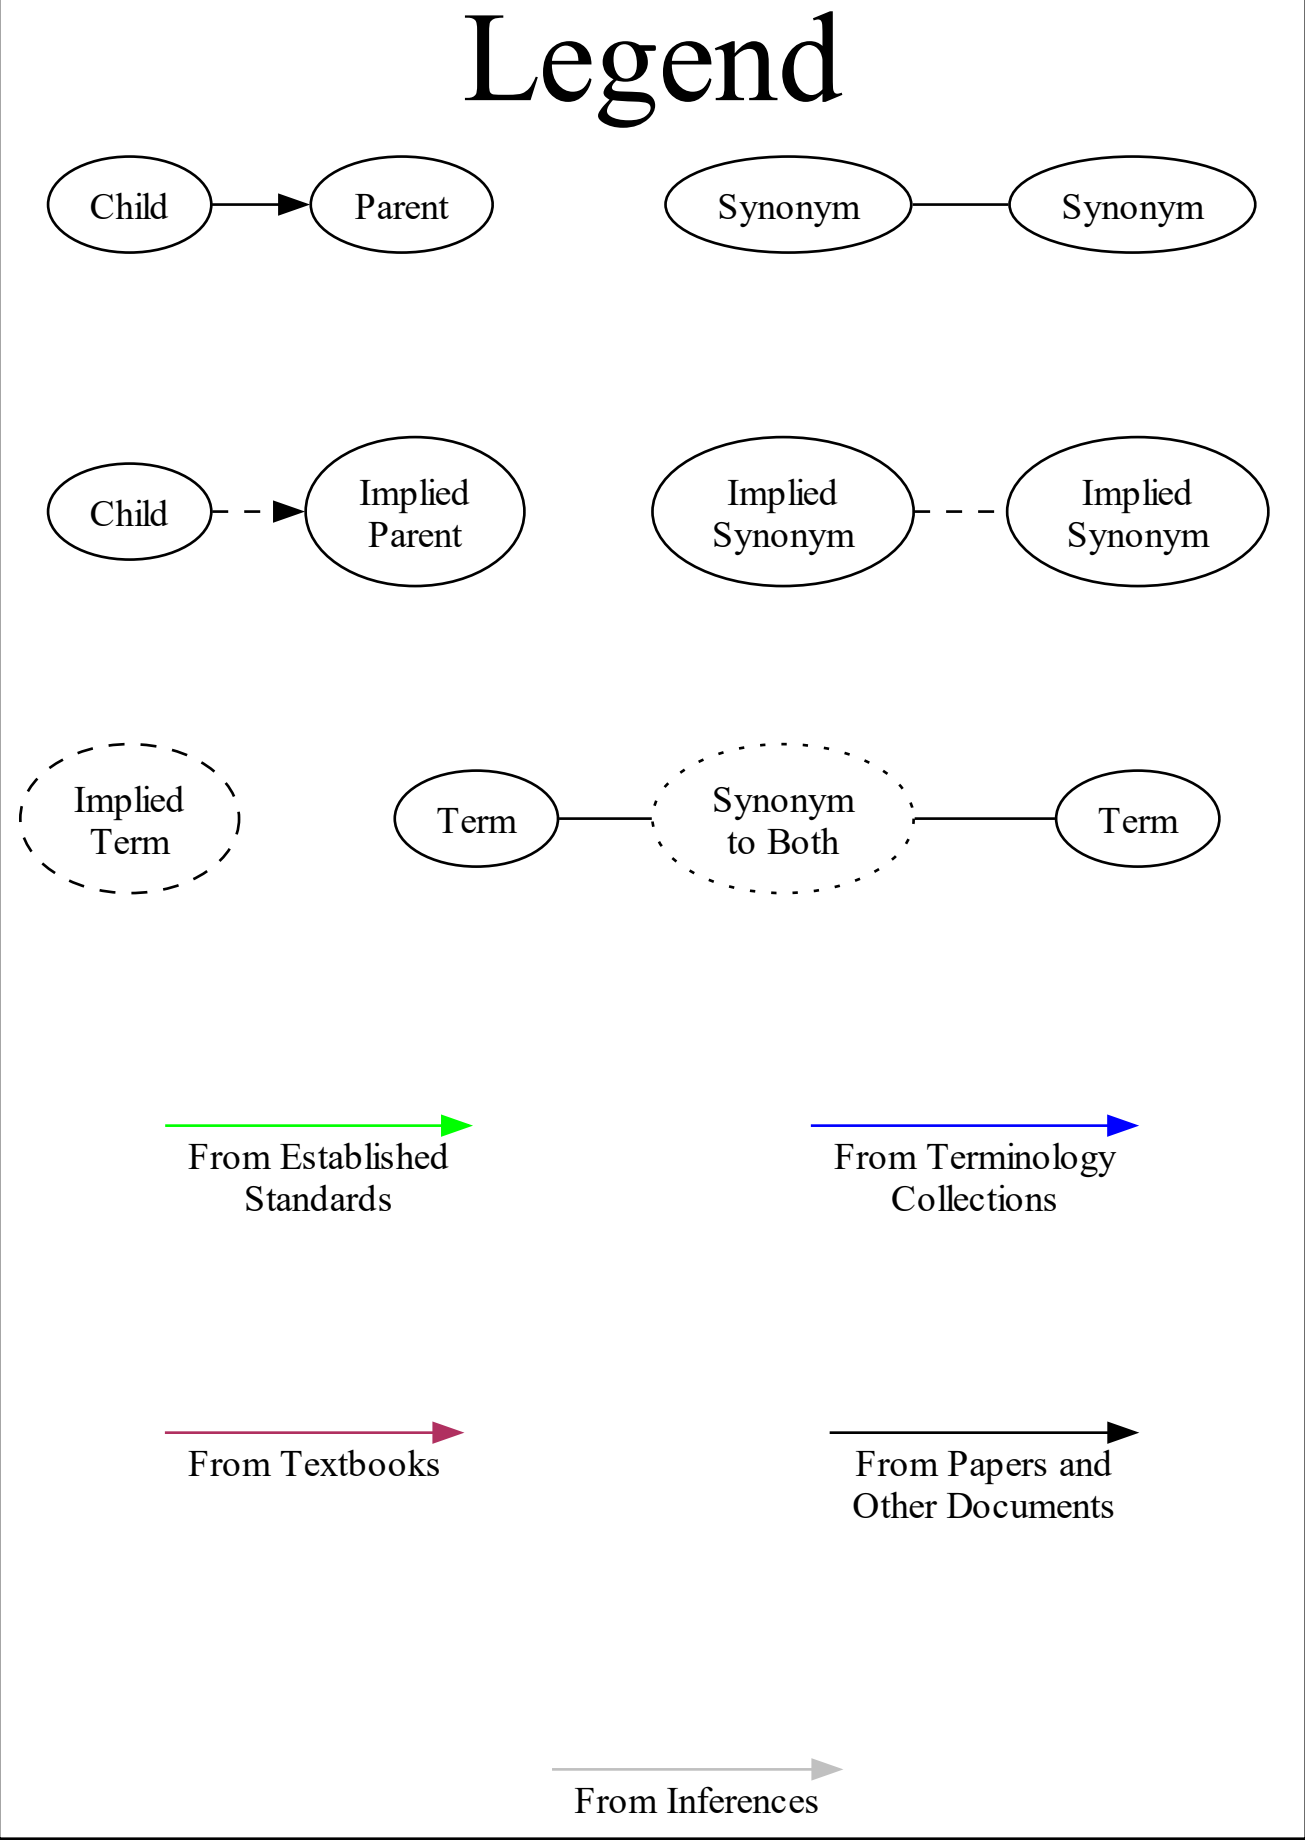 Legend
Child
Parent
Synonym
Synonym
Child
Implied
Parent
Implied
Synonym
Implied
Synonym
Implied
Term
Term
Synonym
to Both
Term
From Established
Standards
From Terminology
Collections
From Textbooks
From Papers and
Other Documents
From Inferences